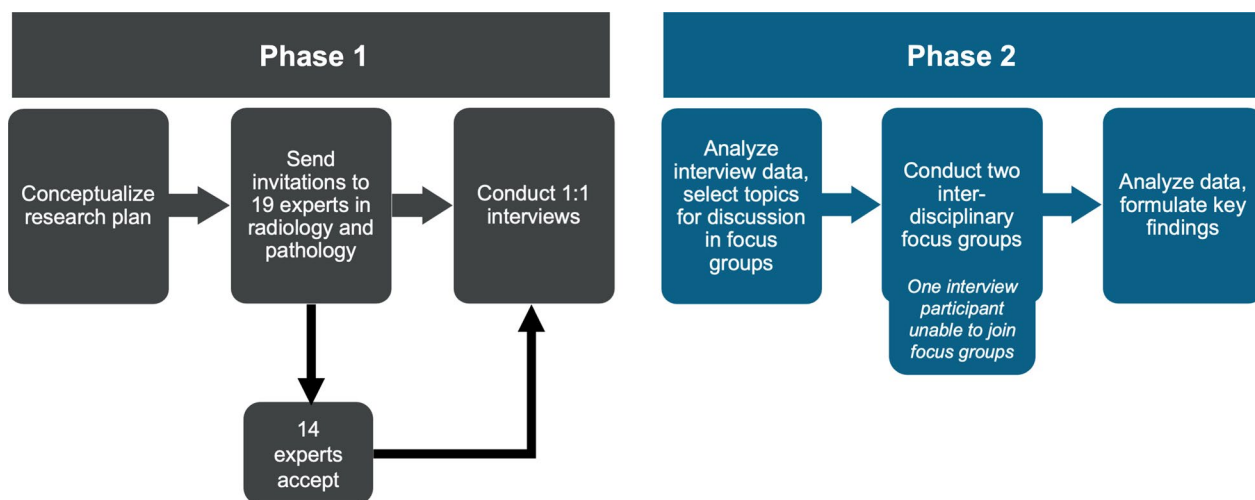 Phase 1
Conceptualize
research plan
Send
invitations to
19 experts in
radiology and
pathology
Conduct 1:1
interviews
14
experts
accept
Phase 2
Analyze
interview data,
select topics
for discussion
in focus
groups
Conduct two
inter-
disciplinary
focus groups
One interview
participant
unable to join
focus groups
Analyze data,
formulate key
findings